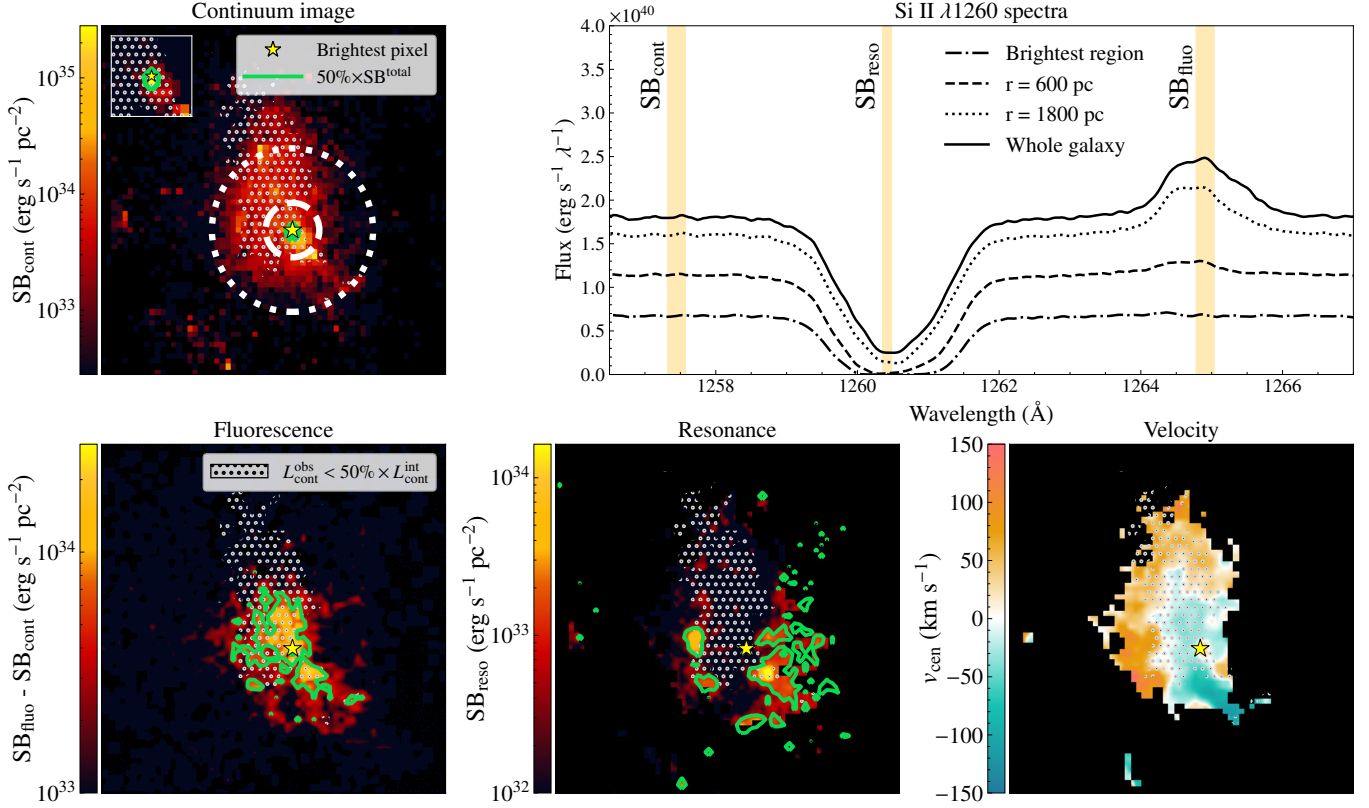 Continuum image
Brightest pixel
50%×SB^total
10^35
10^34
10^33
SB_cont (erg s^−1 pc^−2)
Si II λ1260 spectra
×10^40
4.0
3.5
3.0
2.5
2.0
1.5
1.0
0.5
0.0
Flux (erg s^−1 λ^−1)
SB_cont
SB_reso
SB_fluo
Brightest region
r = 600 pc
r = 1800 pc
Whole galaxy
1258
1260
1262
1264
1266
Wavelength (Å)
Fluorescence
L_cont^obs < 50% × L_cont^int
10^34
10^33
SB_fluo - SB_cont (erg s^−1 pc^−2)
Resonance
10^34
10^33
10^32
SB_reso (erg s^−1 pc^−2)
Velocity
150
100
50
0
−50
−100
−150
v_cen (km s^−1)